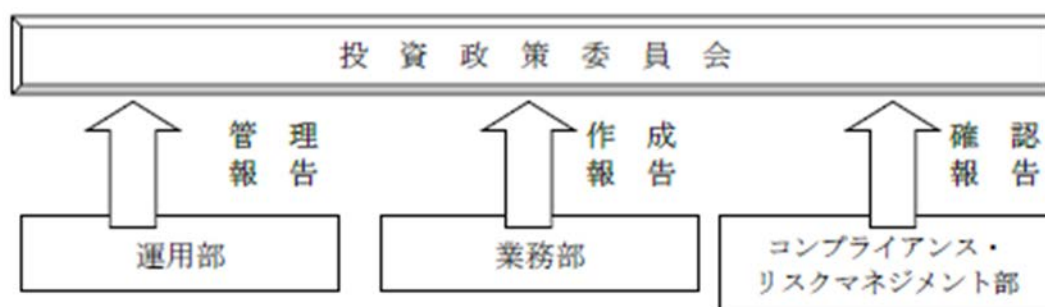 投資政策委員会
管理
報告
作成
報告
確認
報告
運用部
業務部
コンプライアンス・
リスクマネジメント部